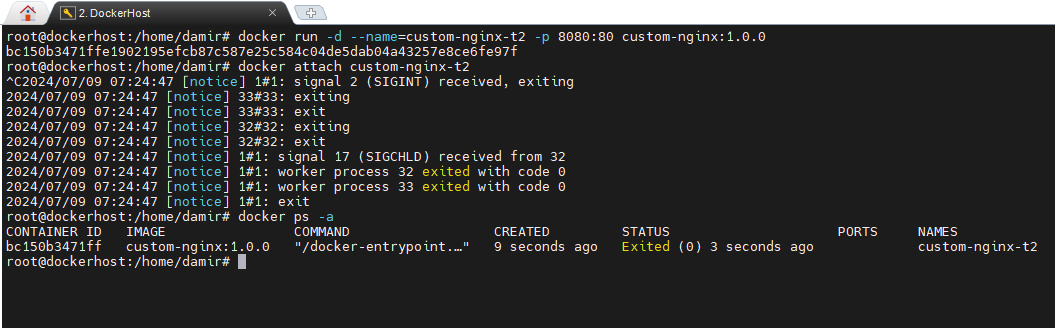 2. DockerHost
root@dockerhost:/home/damir# docker run -d --name=custom-nginx-t2 -p 8080:80 custom-nginx:1.0.0
bc150b3471ffe1902195efcb87c587e25c584c04de5dab04a43257e8ce6fe97f
root@dockerhost:/home/damir# docker attach custom-nginx-t2
^C2024/07/09 07:24:47 [notice] 1#1: signal 2 (SIGINT) received, exiting
2024/07/09 07:24:47 [notice] 33#33: exiting
2024/07/09 07:24:47 [notice] 33#33: exit
2024/07/09 07:24:47 [notice] 32#32: exiting
2024/07/09 07:24:47 [notice] 32#32: exit
2024/07/09 07:24:47 [notice] 1#1: signal 17 (SIGCHLD) received from 32
2024/07/09 07:24:47 [notice] 1#1: worker process 32 exited with code 0
2024/07/09 07:24:47 [notice] 1#1: worker process 33 exited with code 0
2024/07/09 07:24:47 [notice] 1#1: exit
root@dockerhost:/home/damir# docker ps -a
CONTAINER ID   IMAGE                COMMAND                  CREATED         STATUS                     PORTS     NAMES
bc150b3471ff   custom-nginx:1.0.0   "/docker-entrypoint.…"   9 seconds ago   Exited (0) 3 seconds ago             custom-nginx-t2
root@dockerhost:/home/damir#